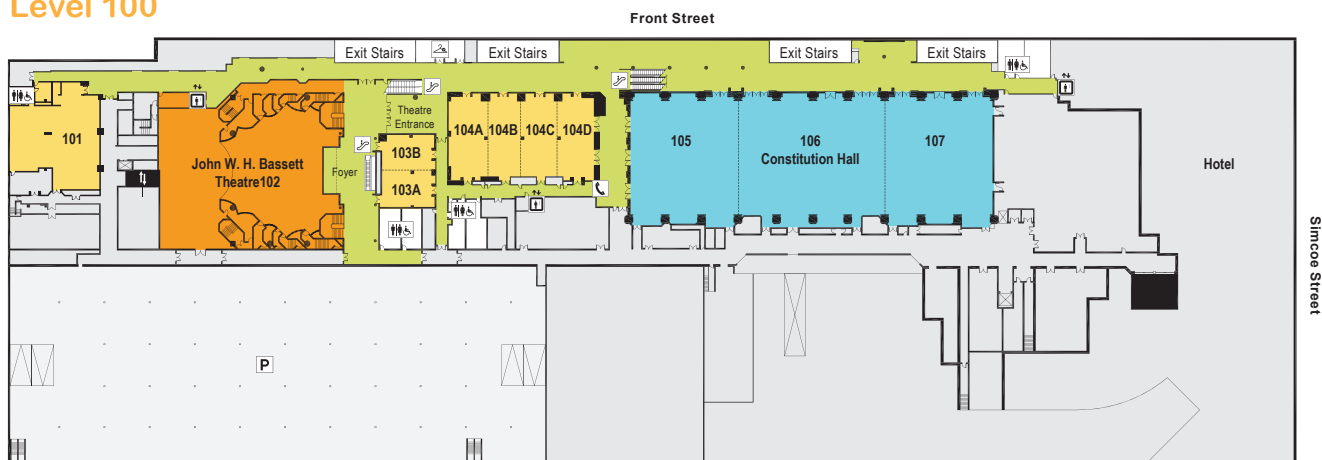 Level 100
Front Street
Exit Stairs
Exit Stairs
Exit Stairs
Exit Stairs
101
John W. H. Bassett
Theatre102
Foyer
Theatre
Entrance
103B
103A
104A
104B
104C
104D
105
106
Constitution Hall
107
Hotel
Simcoe Street
P